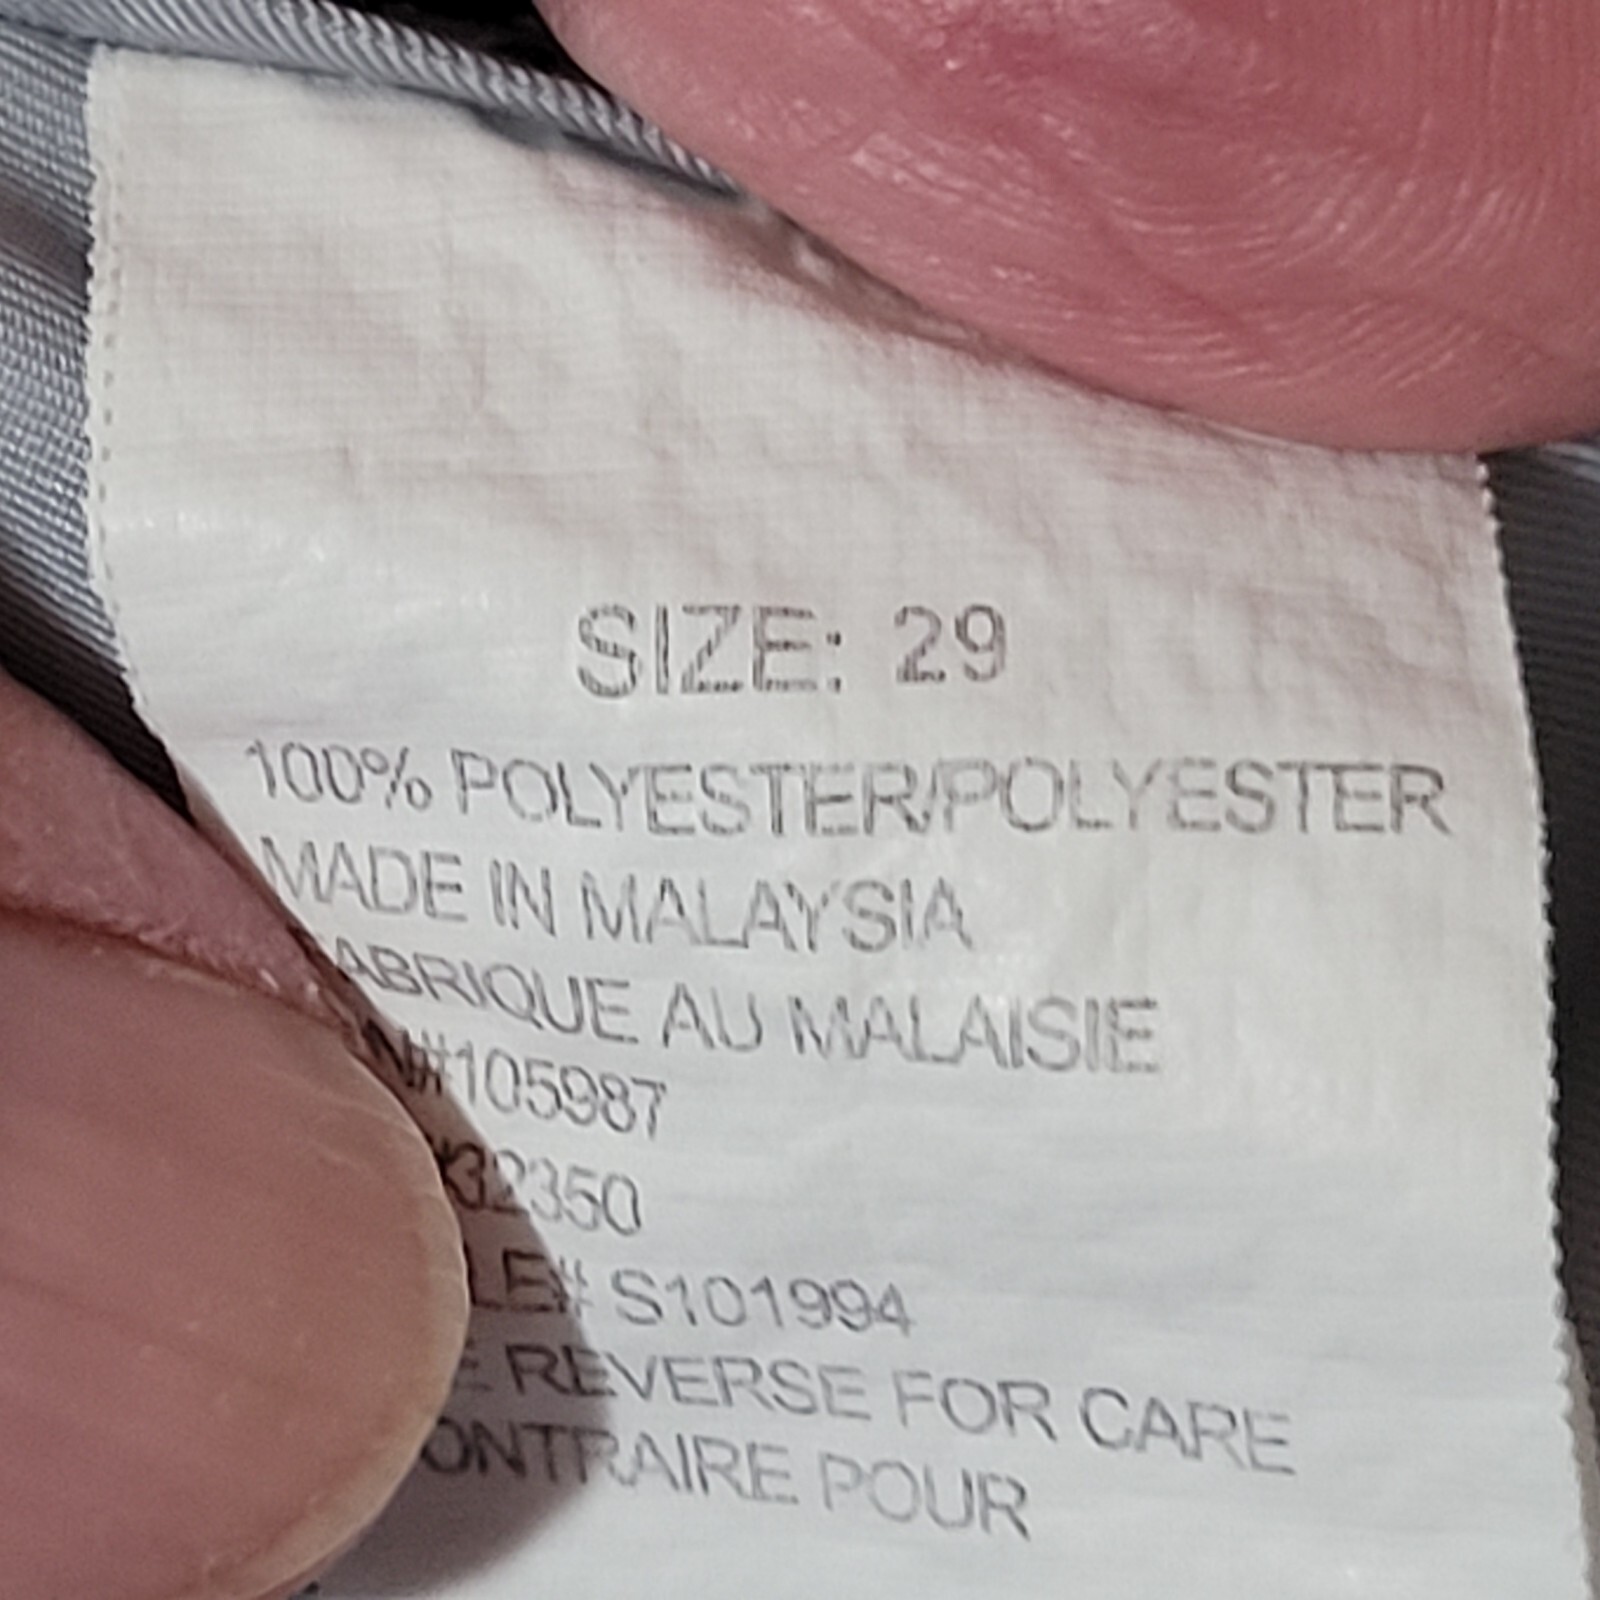 SIZE: 29
100% POLYESTER/POLYESTER
MADE IN MALAYSIA
FABRIQUE AU MALAISIE
N#105987
#32350
LE# S101994
E REVERSE FOR CARE
ONTRAIRE POUR